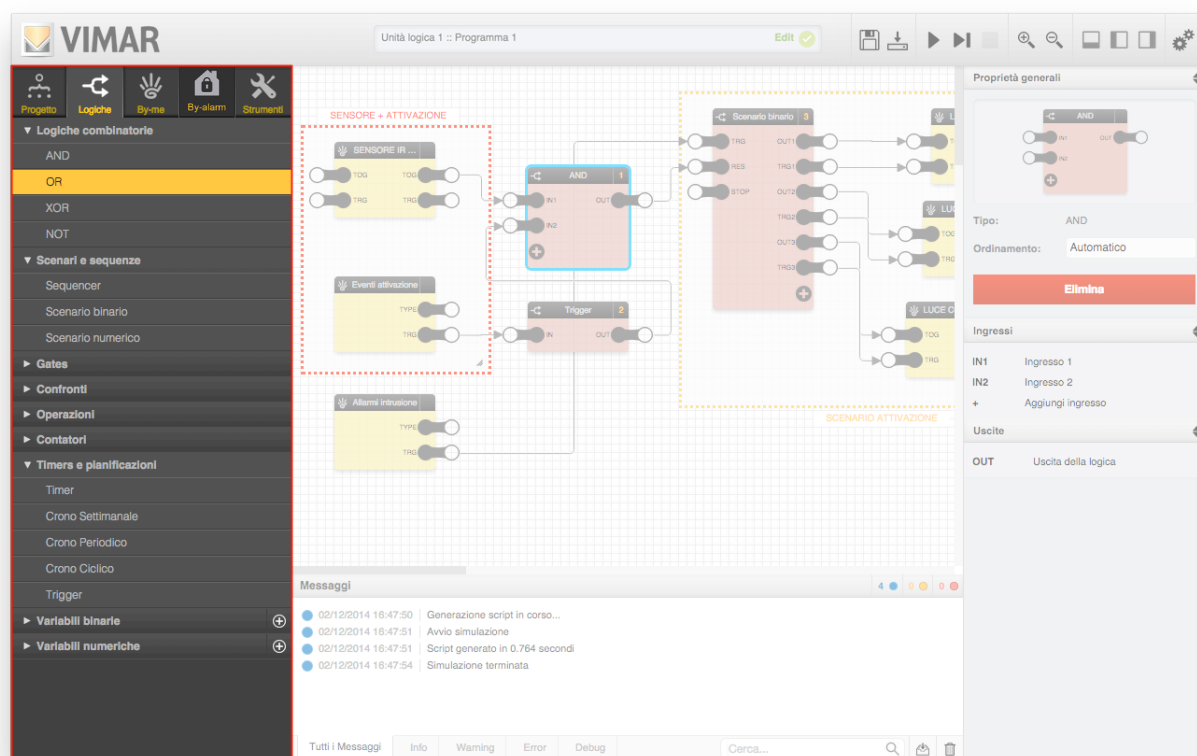 VIMAR
Unità logica 1 :: Programma 1
Edit
Progetto
Logiche
By-me
By-alarm
Strumenti
Logiche combinatorie
AND
OR
XOR
NOT
Scenari e sequenze
Sequencer
Scenario binario
Scenario numerico
Gates
Confronti
Operazioni
Contatori
Timers e pianificazioni
Timer
Crono Settimanale
Crono Periodico
Crono Ciclico
Trigger
Variabili binarie
Variabili numeriche
SENSORE + ATTIVAZIONE
SENSORE IR ...
TOG TOG
TRG TRG
Eventi attivazione
TYPE
TRG
Allarmi intrusione
TYPE
TRG
AND 1
IN1 OUT
IN2
Trigger 2
IN OUT
Scenario binario 3
TRG OUT1
RES TRG1
STOP OUT2
TRG2
OUT3
TRG3
SCENARIO ATTIVAZIONE
L
T
T
LUC
TOG
TRG
LUCE C
TOG
TRG
Messaggi
4 0 0
02/12/2014 16:47:50 Generazione script in corso...
02/12/2014 16:47:51 Avvio simulazione
02/12/2014 16:47:51 Script generato in 0.764 secondi
02/12/2014 16:47:54 Simulazione terminata
Tutti i Messaggi Info Warning Error Debug
Cerca...
Proprietà generali
AND
IN1 OUT
IN2
Tipo: AND
Ordinamento: Automatico
Elimina
Ingressi
IN1 Ingresso 1
IN2 Ingresso 2
+ Aggiungi ingresso
Uscite
OUT Uscita della logica